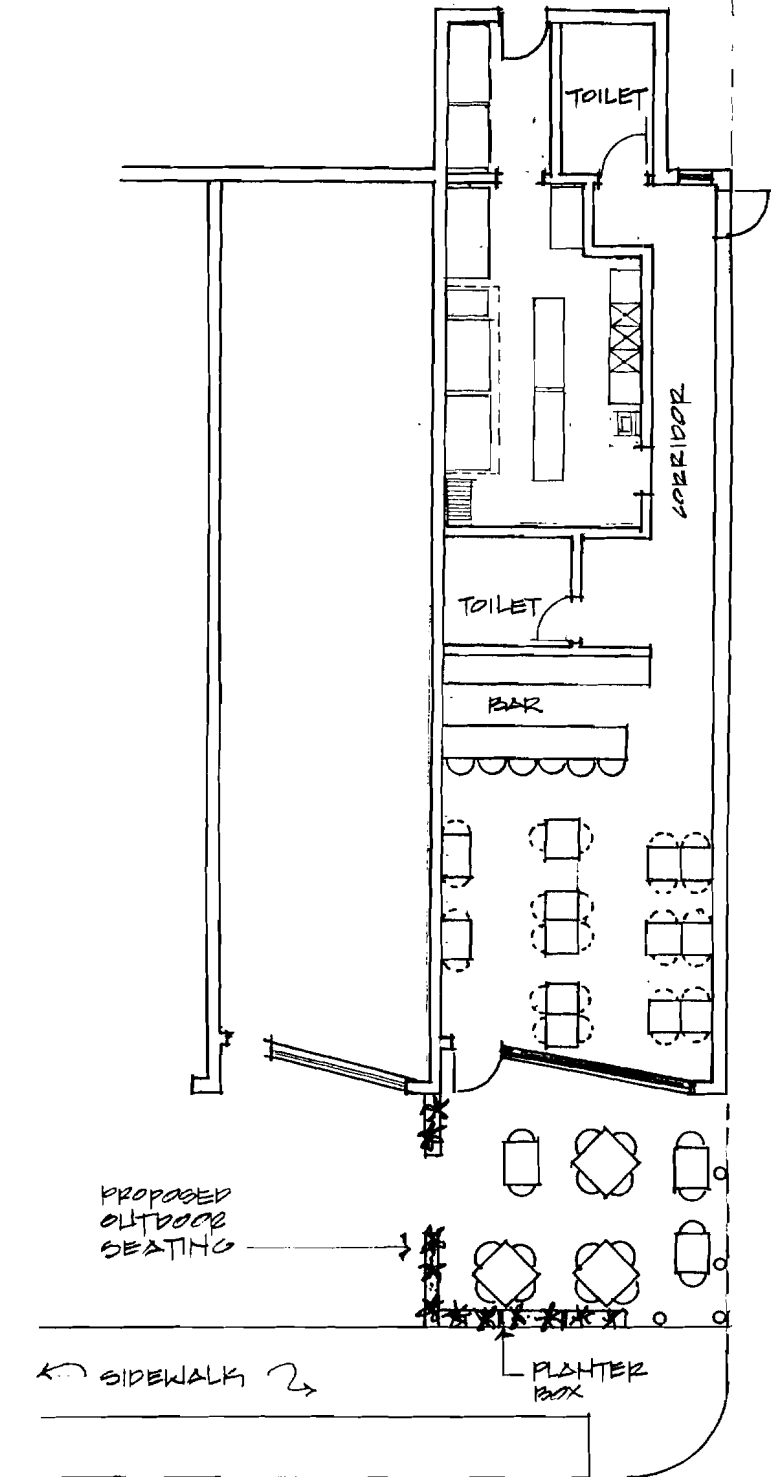 TOILET
CORRIDOR
TOILET
BAR
PROPOSED
OUTDOOR
SEATING
SIDEWALK
PLANTER
BOX